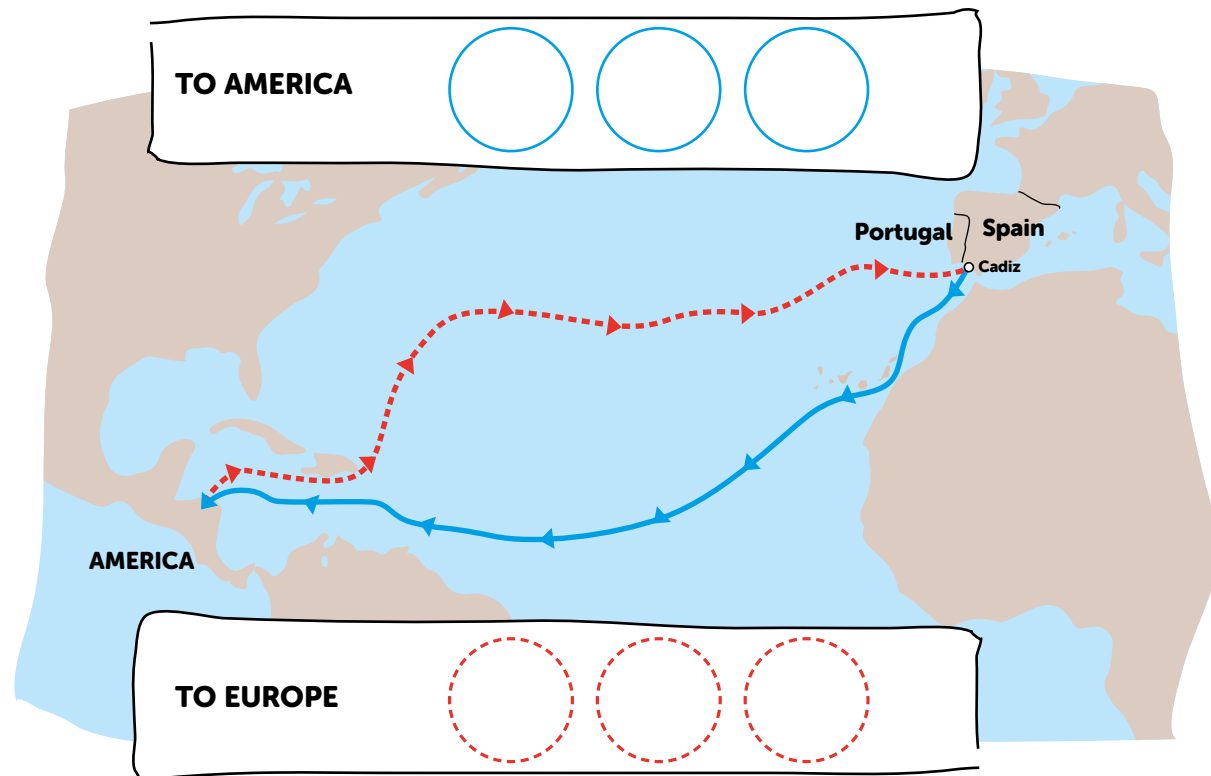 TO AMERICA
Portugal
Spain
Cadiz
AMERICA
TO EUROPE